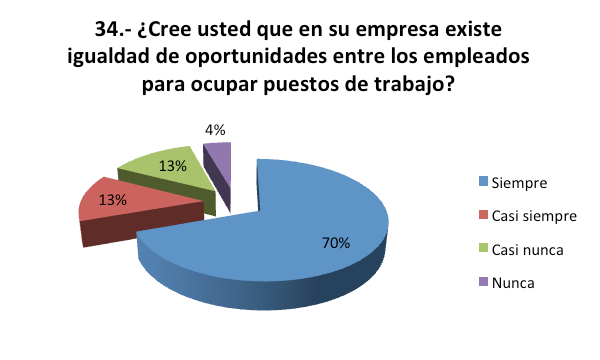 34.- ¿Cree usted que en su empresa existe
igualdad de oportunidades entre los empleados
para ocupar puestos de trabajo?
4%
13%
13%
70%
Siempre
Casi siempre
Casi nunca
Nunca